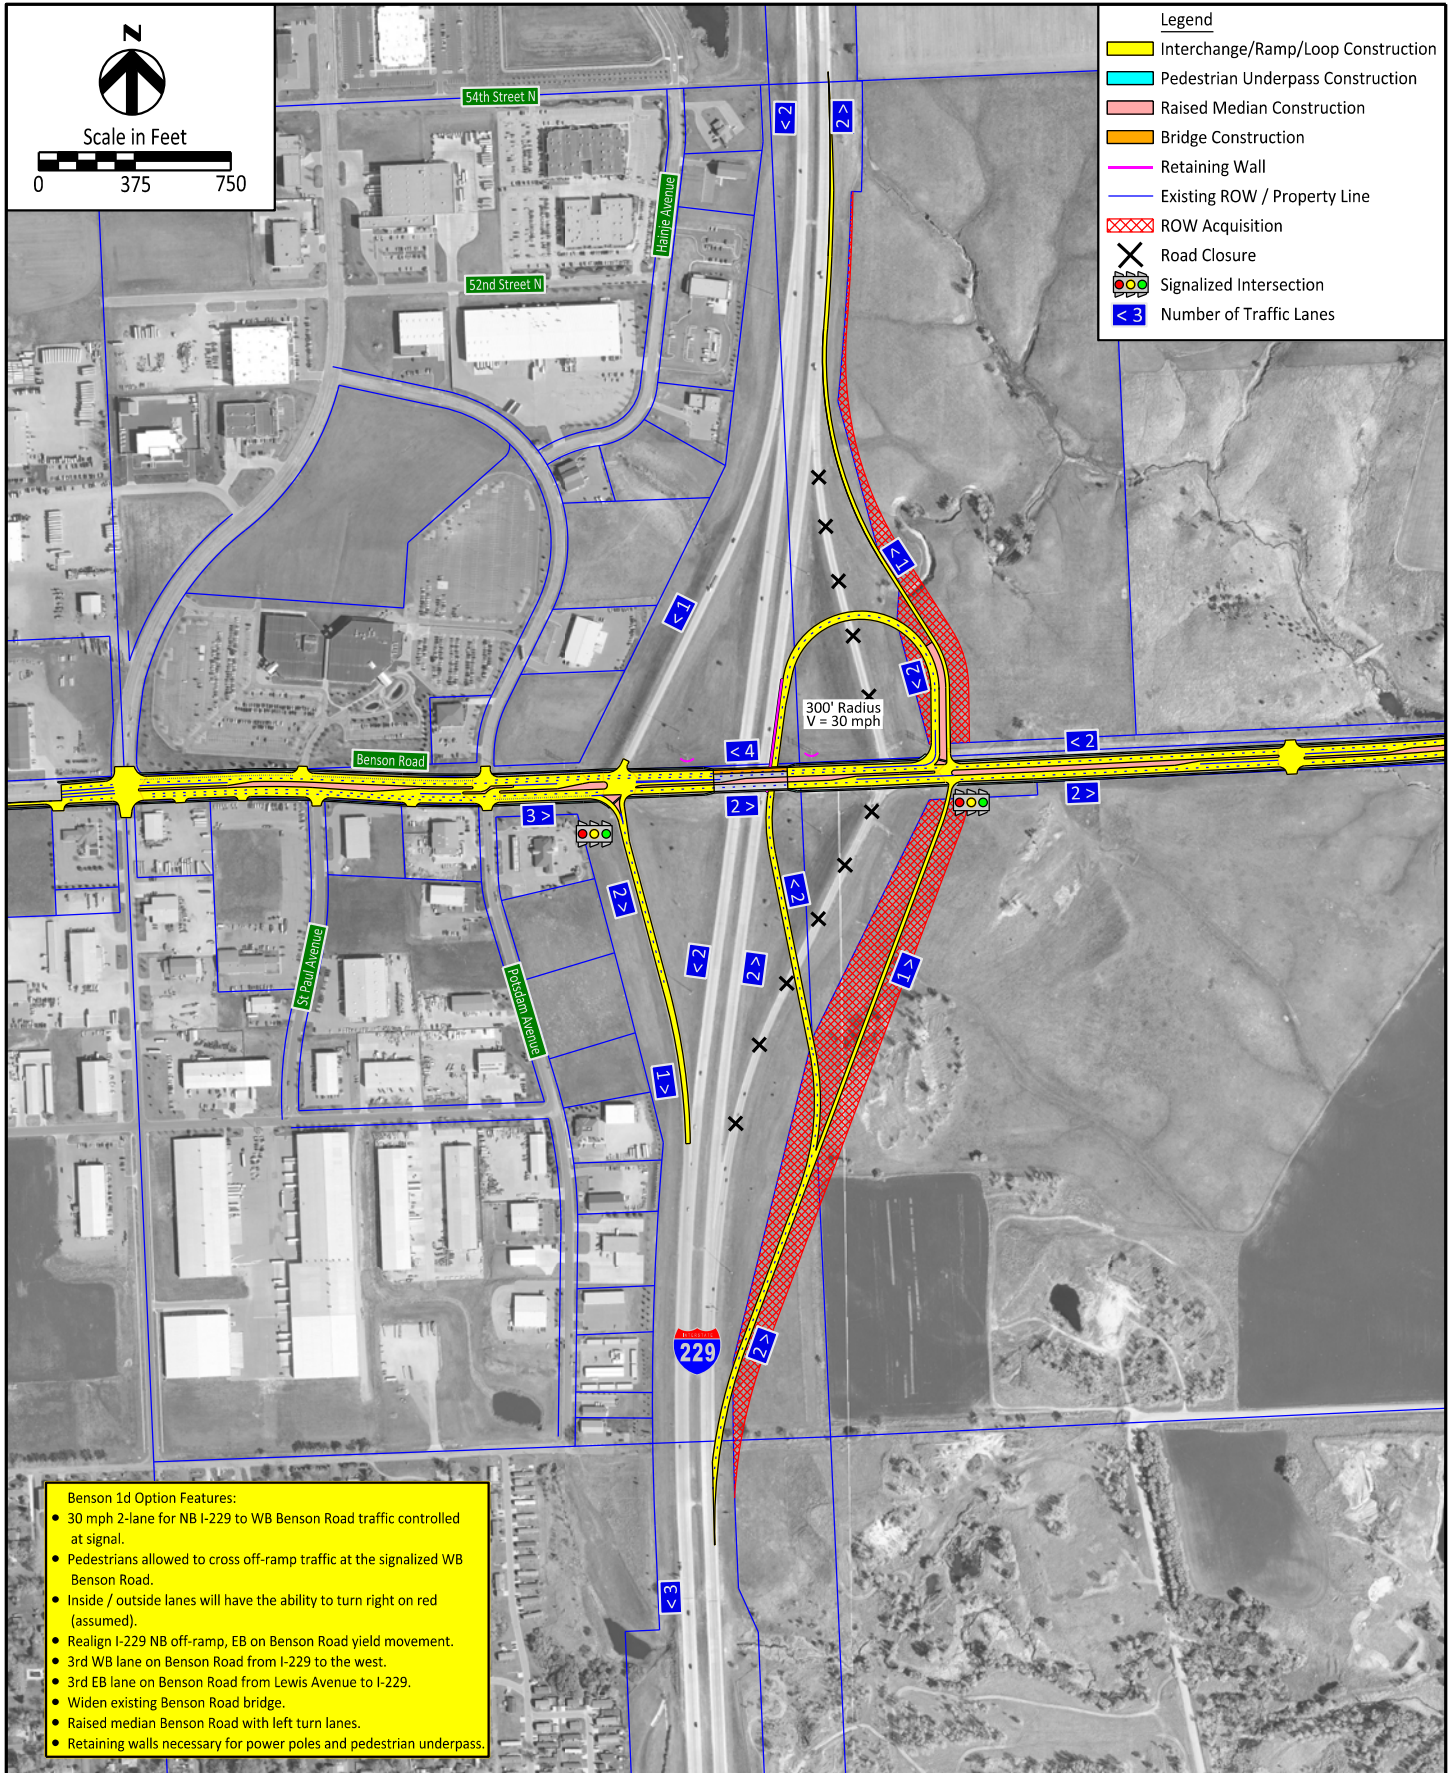 N
Scale in Feet
0 375 750
Legend
Interchange/Ramp/Loop Construction
Pedestrian Underpass Construction
Raised Median Construction
Bridge Construction
Retaining Wall
Existing ROW / Property Line
ROW Acquisition
Road Closure
Signalized Intersection
< 3 Number of Traffic Lanes
54th Street N
< 2
2 >
Hainje Avenue
52nd Street N
< 1
< 1
< 2
300' Radius
V = 30 mph
Benson Road
< 4
< 2
3 >
2 >
2 >
2 >
< 2
St Paul Avenue
Potsdam Avenue
< 2
2 >
1 >
1 >
2 >
INTERSTATE
229
< 3
Benson 1d Option Features:
• 30 mph 2-lane for NB I-229 to WB Benson Road traffic controlled
at signal.
• Pedestrians allowed to cross off-ramp traffic at the signalized WB
Benson Road.
• Inside / outside lanes will have the ability to turn right on red
(assumed).
• Realign I-229 NB off-ramp, EB on Benson Road yield movement.
• 3rd WB lane on Benson Road from I-229 to the west.
• 3rd EB lane on Benson Road from Lewis Avenue to I-229.
• Widen existing Benson Road bridge.
• Raised median Benson Road with left turn lanes.
• Retaining walls necessary for power poles and pedestrian underpass.